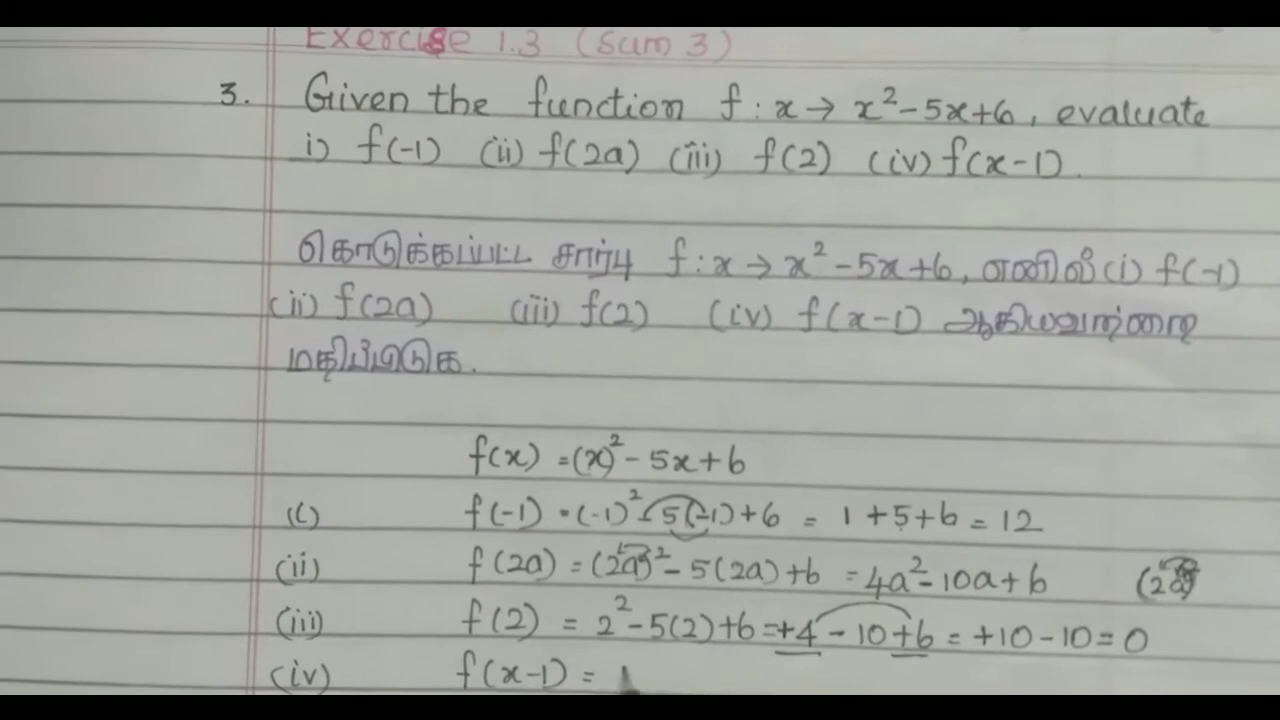 Exercise 1.3 (Sum 3)
3. Given the function f : x → x² - 5x + 6, evaluate
i) f(-1) (ii) f(2a) (iii) f(2) (iv) f(x-1).
கொடுக்கப்பட்ட சார்பு f : x → x² - 5x + 6, எனில் (i) f(-1)
(ii) f(2a) (iii) f(2) (iv) f(x-1) ஆகியவற்றை
மதிப்பிடுக.
f(x) = (x)² - 5x + 6
(i) f(-1) = (-1)² - 5(-1) + 6 = 1 + 5 + 6 = 12
(ii) f(2a) = (2a)² - 5(2a) + 6 = 4a² - 10a + 6 (2a)
(iii) f(2) = 2² - 5(2) + 6 = +4 - 10 + 6 = +10 - 10 = 0
(iv) f(x-1) =